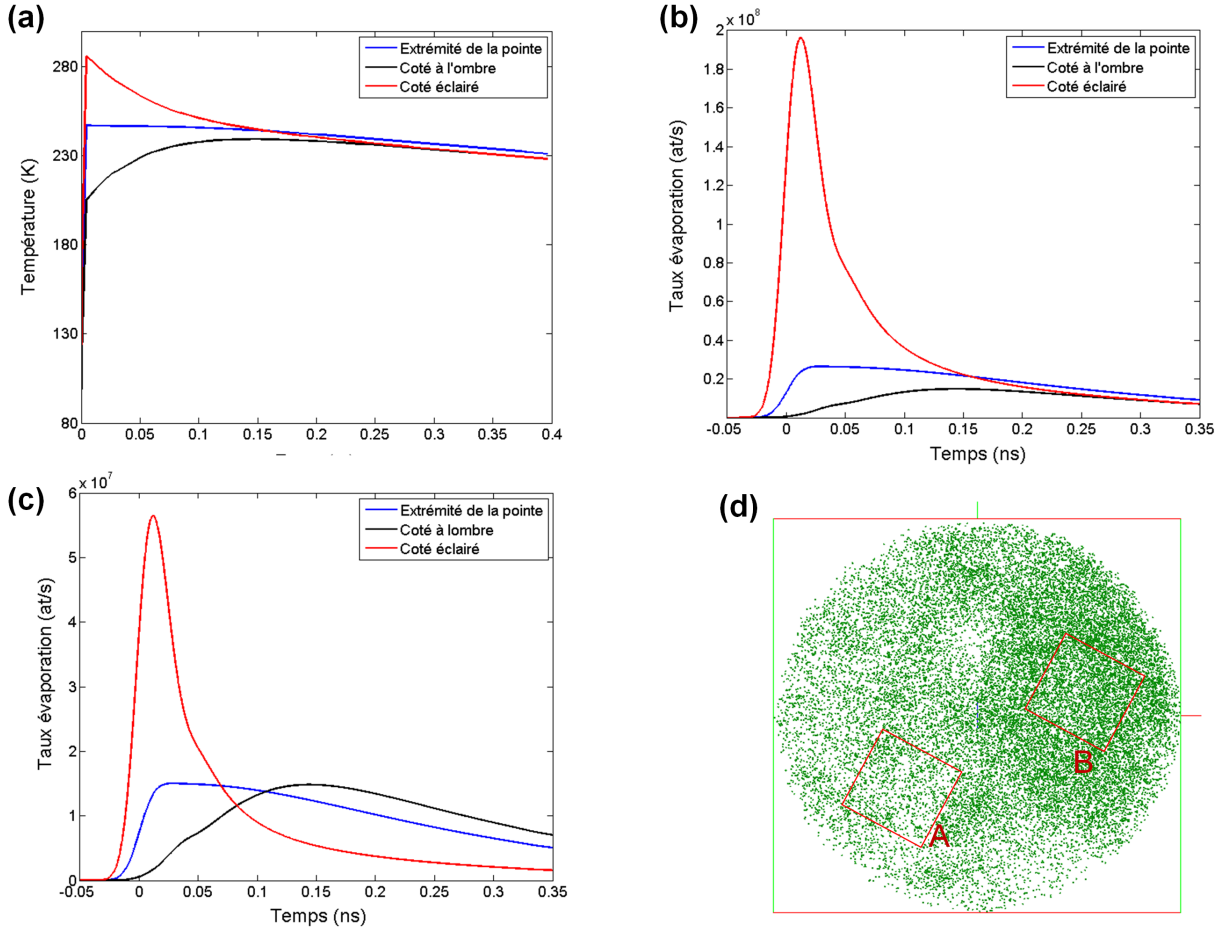 (a)
Extrémité de la pointe
Coté à l'ombre
Coté éclairé
Température (K)
280
230
180
130
80
0
0.05
0.1
0.15
0.2
0.25
0.3
0.35
0.4
(b)
x 10⁸
Extrémité de la pointe
Coté à l'ombre
Coté éclairé
Taux évaporation (at/s)
2
1.8
1.6
1.4
1.2
1
0.8
0.6
0.4
0.2
-0.05
0
0.05
0.1
0.15
0.2
0.25
0.3
0.35
Temps (ns)
(c)
x 10⁷
Extrémité de la pointe
Coté à lombre
Coté éclairé
Taux évaporation (at/s)
6
5
4
3
2
1
0
-0.05
0
0.05
0.1
0.15
0.2
0.25
0.3
0.35
Temps (ns)
(d)
B
A